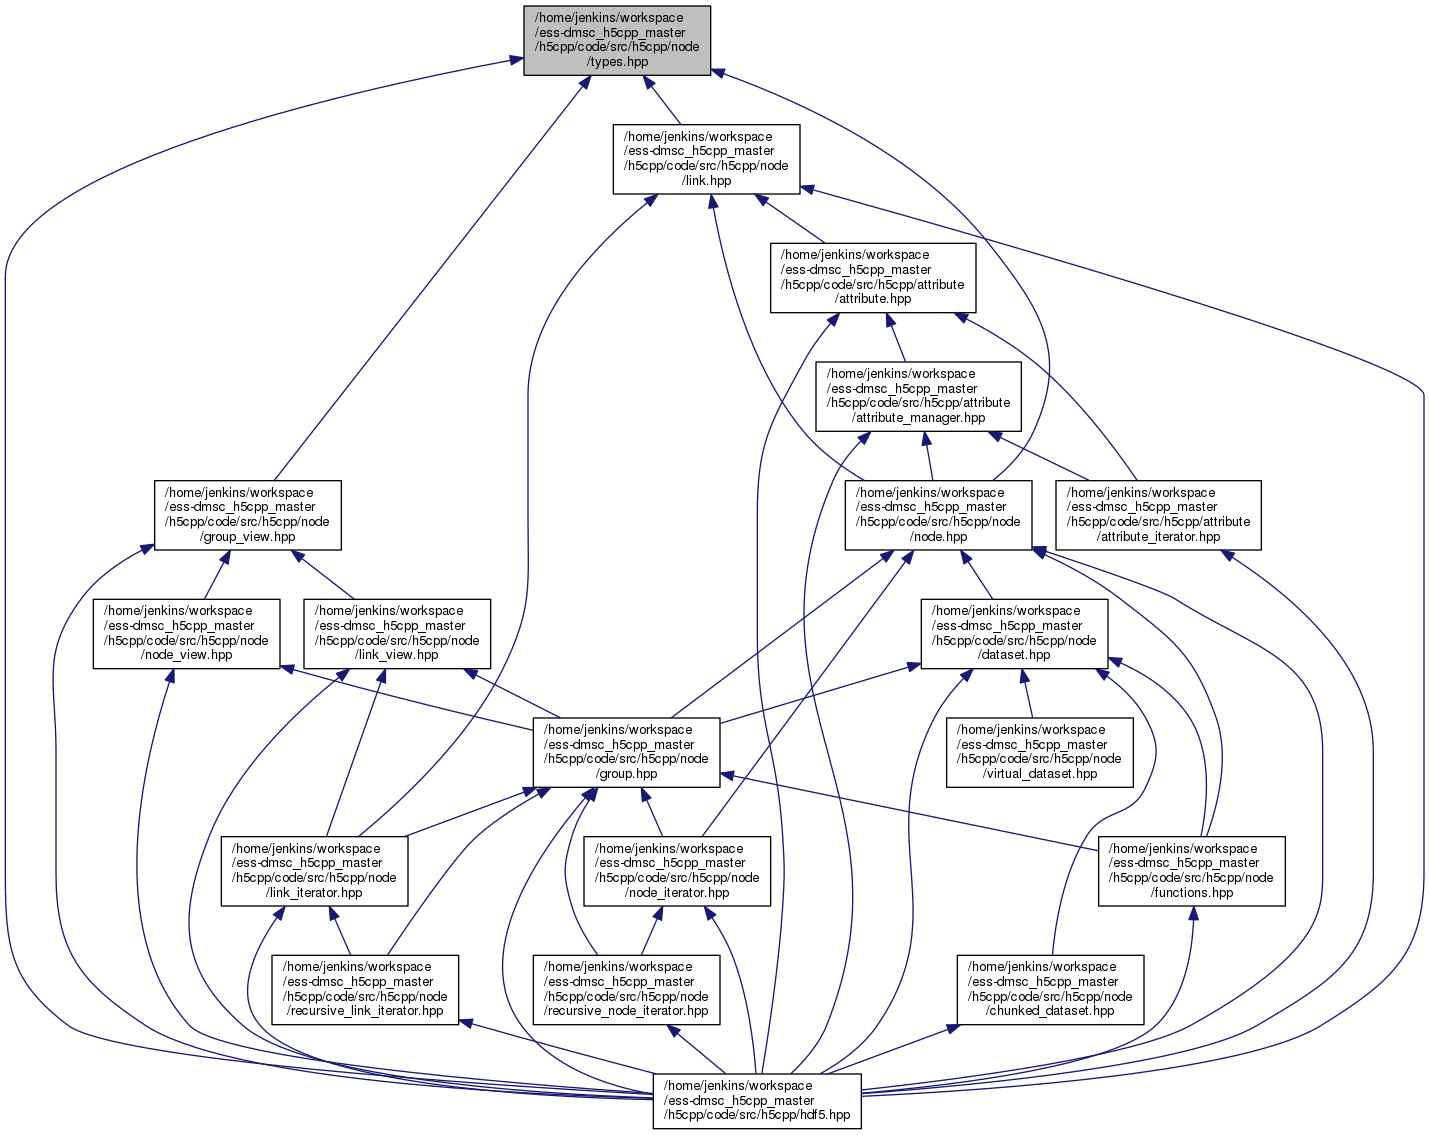 /home/jenkins/workspace
/ess-dmsc_h5cpp_master
/h5cpp/code/src/h5cpp/node
/types.hpp
/home/jenkins/workspace
/ess-dmsc_h5cpp_master
/h5cpp/code/src/h5cpp/node
/link.hpp
/home/jenkins/workspace
/ess-dmsc_h5cpp_master
/h5cpp/code/src/h5cpp/attribute
/attribute.hpp
/home/jenkins/workspace
/ess-dmsc_h5cpp_master
/h5cpp/code/src/h5cpp/attribute
/attribute_manager.hpp
/home/jenkins/workspace
/ess-dmsc_h5cpp_master
/h5cpp/code/src/h5cpp/node
/group_view.hpp
/home/jenkins/workspace
/ess-dmsc_h5cpp_master
/h5cpp/code/src/h5cpp/node
/node.hpp
/home/jenkins/workspace
/ess-dmsc_h5cpp_master
/h5cpp/code/src/h5cpp/attribute
/attribute_iterator.hpp
/home/jenkins/workspace
/ess-dmsc_h5cpp_master
/h5cpp/code/src/h5cpp/node
/node_view.hpp
/home/jenkins/workspace
/ess-dmsc_h5cpp_master
/h5cpp/code/src/h5cpp/node
/link_view.hpp
/home/jenkins/workspace
/ess-dmsc_h5cpp_master
/h5cpp/code/src/h5cpp/node
/dataset.hpp
/home/jenkins/workspace
/ess-dmsc_h5cpp_master
/h5cpp/code/src/h5cpp/node
/group.hpp
/home/jenkins/workspace
/ess-dmsc_h5cpp_master
/h5cpp/code/src/h5cpp/node
/virtual_dataset.hpp
/home/jenkins/workspace
/ess-dmsc_h5cpp_master
/h5cpp/code/src/h5cpp/node
/link_iterator.hpp
/home/jenkins/workspace
/ess-dmsc_h5cpp_master
/h5cpp/code/src/h5cpp/node
/node_iterator.hpp
/home/jenkins/workspace
/ess-dmsc_h5cpp_master
/h5cpp/code/src/h5cpp/node
/functions.hpp
/home/jenkins/workspace
/ess-dmsc_h5cpp_master
/h5cpp/code/src/h5cpp/node
/recursive_link_iterator.hpp
/home/jenkins/workspace
/ess-dmsc_h5cpp_master
/h5cpp/code/src/h5cpp/node
/recursive_node_iterator.hpp
/home/jenkins/workspace
/ess-dmsc_h5cpp_master
/h5cpp/code/src/h5cpp/node
/chunked_dataset.hpp
/home/jenkins/workspace
/ess-dmsc_h5cpp_master
/h5cpp/code/src/h5cpp/hdf5.hpp